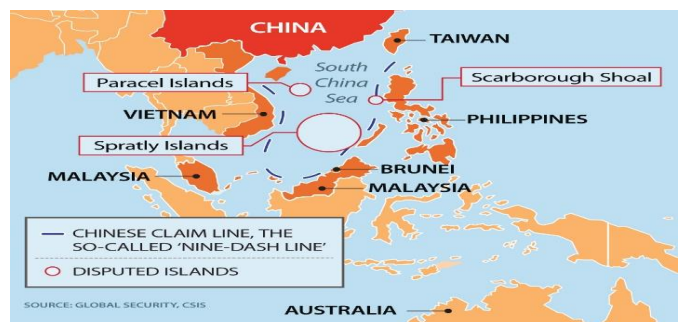 CHINA
TAIWAN
South
China
Sea
Paracel Islands
Scarborough Shoal
VIETNAM
PHILIPPINES
Spratly Islands
MALAYSIA
BRUNEI
MALAYSIA
CHINESE CLAIM LINE, THE
SO-CALLED ‘NINE-DASH LINE’
DISPUTED ISLANDS
SOURCE: GLOBAL SECURITY, CSIS
AUSTRALIA